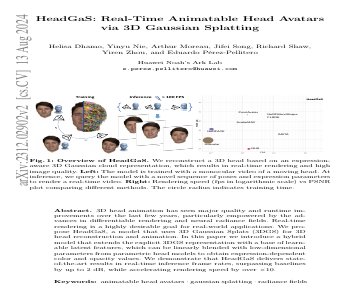 HeadGaS: Real-Time Animatable Head Avatars
via 3D Gaussian Splatting
Helisa Dhamo, Yinyu Nie, Arthur Moreau, Jifei Song, Richard Shaw,
Yiren Zhou, and Eduardo Pérez-Pellitero
Huawei Noah's Ark Lab
e.perez.pellitero@huawei.com
arXiv:2312.02902v2 [cs.CV] 13 Aug 2024
Training
Inference
HeadGaS
Fig. 1: Overview of HeadGaS. We reconstruct a 3D head based on an expression-
aware 3D Gaussian cloud representation, which results in real-time rendering and high
image quality. Left: The model is trained with a monocular video of a moving head. At
inference, we query the model with a novel sequence of poses and expression parameters
to render a real-time video. Right: Rendering speed (fps in logarithmic scale) vs PSNR
plot comparing different methods. The circle radius indicates training time.
Abstract. 3D head animation has seen major quality and runtime im-
provements over the last few years, particularly empowered by the ad-
vances in differentiable rendering and neural radiance fields. Real-time
rendering is a highly desirable goal for real-world applications. We pro-
pose HeadGaS, a model that uses 3D Gaussian Splats (3DGS) for 3D
head reconstruction and animation. In this paper we introduce a hybrid
model that extends the explicit 3DGS representation with a base of learn-
able latent features, which can be linearly blended with low-dimensional
parameters from parametric head models to obtain expression-dependent
color and opacity values. We demonstrate that HeadGaS delivers state-
of-the-art results in real-time inference frame rates, surpassing baselines
by up to 2 dB, while accelerating rendering speed by over ×10.
Keywords: animatable head avatars · gaussian splatting · radiance fields